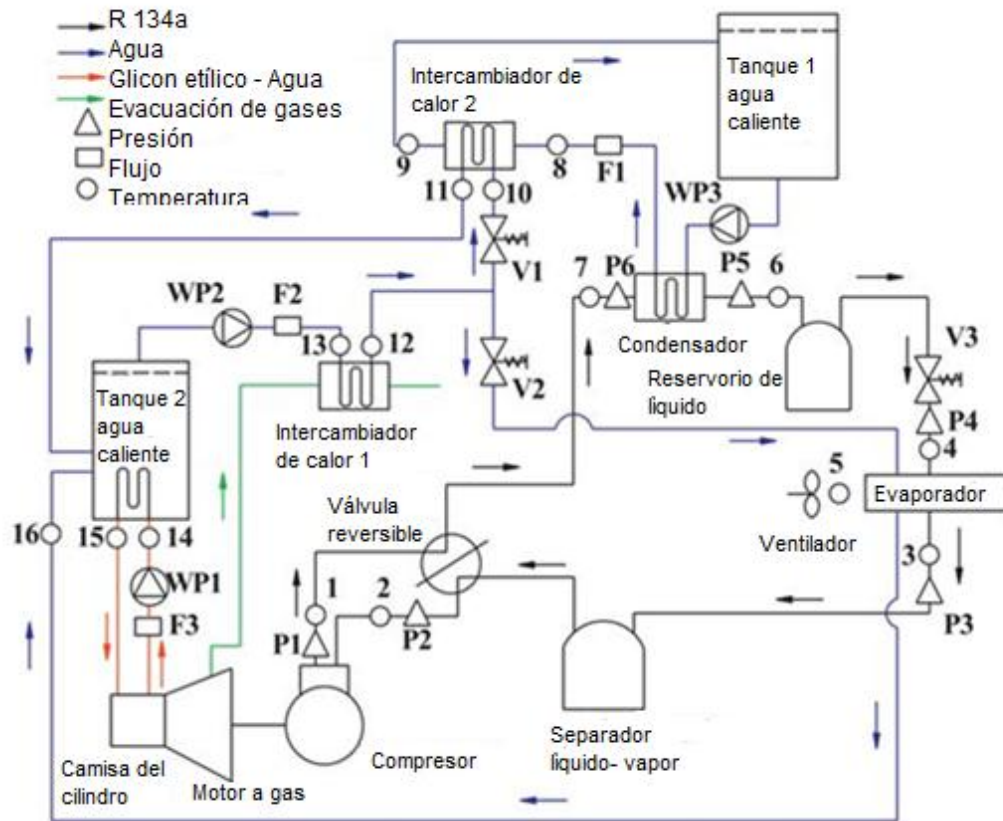 R 134a
Agua
Glicon etílico - Agua
Evacuación de gases
Presión
Flujo
Temperatura
Intercambiador de
calor 2
Tanque 1
agua
caliente
9
8
F1
11
10
WP3
V1
7
P6
P5
6
WP2
F2
13
12
Condensador
V3
V2
Reservorio de
lìquido
P4
4
Tanque 2
agua
caliente
Intercambiador
de calor 1
5
Evaporador
Válvula
reversible
Ventilador
16
15
14
3
WP1
1
2
F3
P1
P2
P3
Separador
lìquido- vapor
Compresor
Camisa del
cilindro
Motor a gas